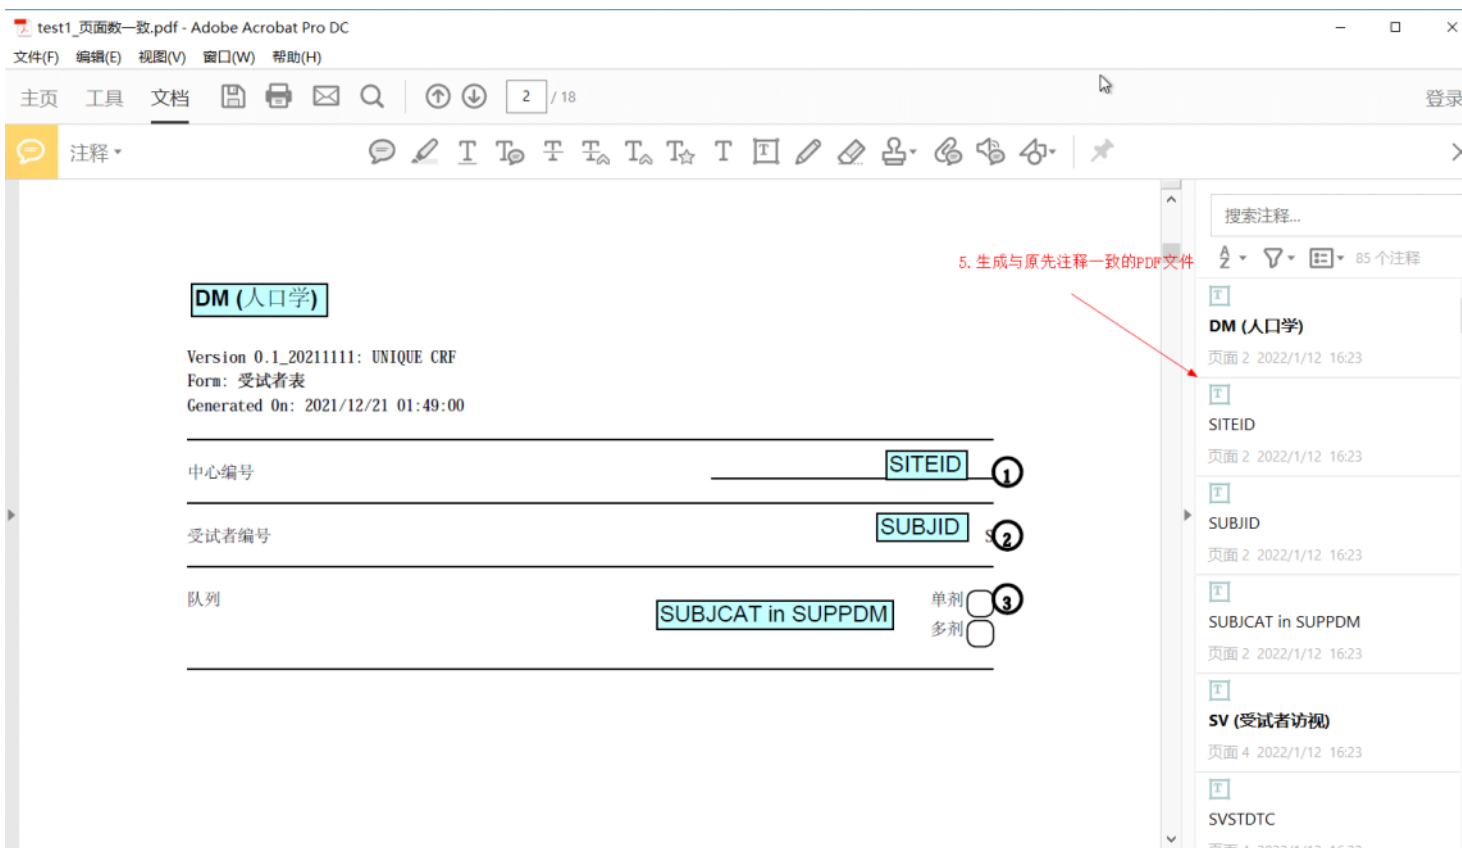 test1_页面数一致.pdf - Adobe Acrobat Pro DC
文件(F) 编辑(E) 视图(V) 窗口(W) 帮助(H)
主页 工具 文档 2 / 18 登录
注释
搜索注释...
85 个注释
5. 生成与原先注释一致的PDF文件
DM (人口学)
Version 0.1_20211111: UNIQUE CRF
Form: 受试者表
Generated On: 2021/12/21 01:49:00
中心编号 SITEID 1
受试者编号 SUBJID S 2
队列 SUBJCAT in SUPPDM 单剂 3
多剂
DM (人口学)
页面 2 2022/1/12 16:23
SITEID
页面 2 2022/1/12 16:23
SUBJID
页面 2 2022/1/12 16:23
SUBJCAT in SUPPDM
页面 2 2022/1/12 16:23
SV (受试者访视)
页面 4 2022/1/12 16:23
SVSTDTC